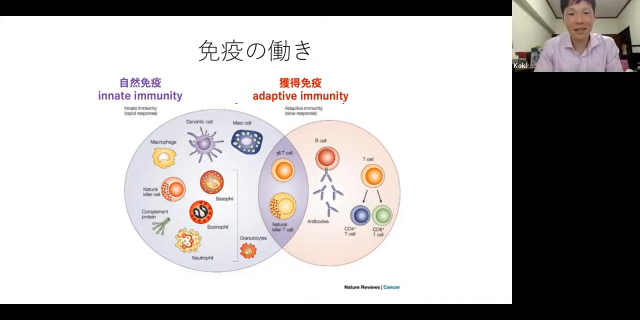 免疫の働き
自然免疫
innate immunity
獲得免疫
adaptive immunity
Innate immunity
(rapid response)
Adaptive immunity
(slow response)
Dendritic cell
Mast cell
Macrophage
γδ T cell
B cell
T cell
Natural
killer cell
Basophil
Complement
protein
Eosinophil
Antibodies
Natural
killer T cell
CD4+
T cell
CD8+
T cell
Granulocytes
Neutrophil
Nature Reviews | Cancer
Koki